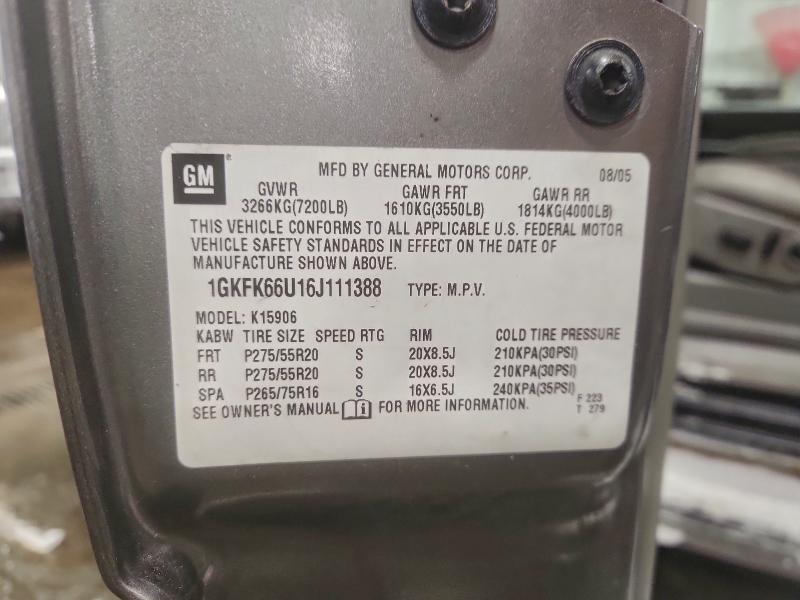 GM
MFD BY GENERAL MOTORS CORP. 08/05
GVWR GAWR FRT GAWR RR
3266KG(7200LB) 1610KG(3550LB) 1814KG(4000LB)
THIS VEHICLE CONFORMS TO ALL APPLICABLE U.S. FEDERAL MOTOR
VEHICLE SAFETY STANDARDS IN EFFECT ON THE DATE OF
MANUFACTURE SHOWN ABOVE.
1GKFK66U16J111388 TYPE: M.P.V.
MODEL: K15906
KABW TIRE SIZE SPEED RTG RIM COLD TIRE PRESSURE
FRT P275/55R20 S 20X8.5J 210KPA(30PSI)
RR P275/55R20 S 20X8.5J 210KPA(30PSI)
SPA P265/75R16 S 16X6.5J 240KPA(35PSI)
SEE OWNER'S MANUAL FOR MORE INFORMATION.
F 223
T 279